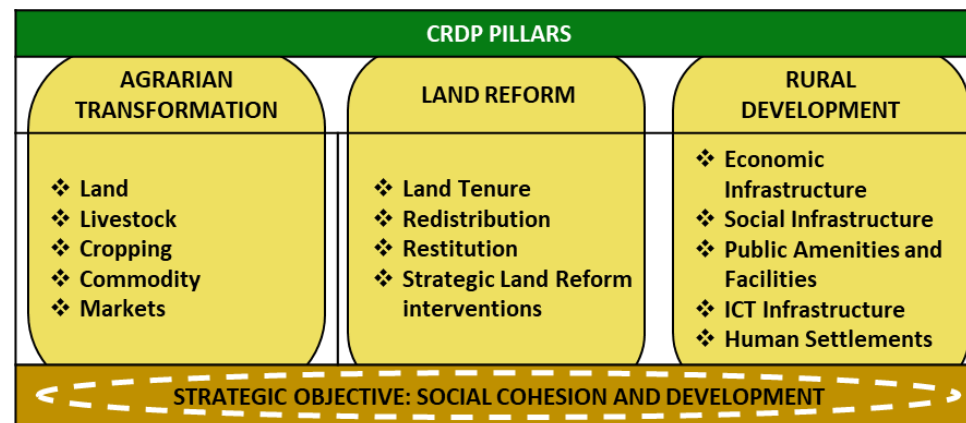 CRDP PILLARS
AGRARIAN
TRANSFORMATION
❖ Land
❖ Livestock
❖ Cropping
❖ Commodity
❖ Markets
LAND REFORM
❖ Land Tenure
❖ Redistribution
❖ Restitution
❖ Strategic Land Reform
interventions
RURAL
DEVELOPMENT
❖ Economic
Infrastructure
❖ Social Infrastructure
❖ Public Amenities and
Facilities
❖ ICT Infrastructure
❖ Human Settlements
STRATEGIC OBJECTIVE: SOCIAL COHESION AND DEVELOPMENT